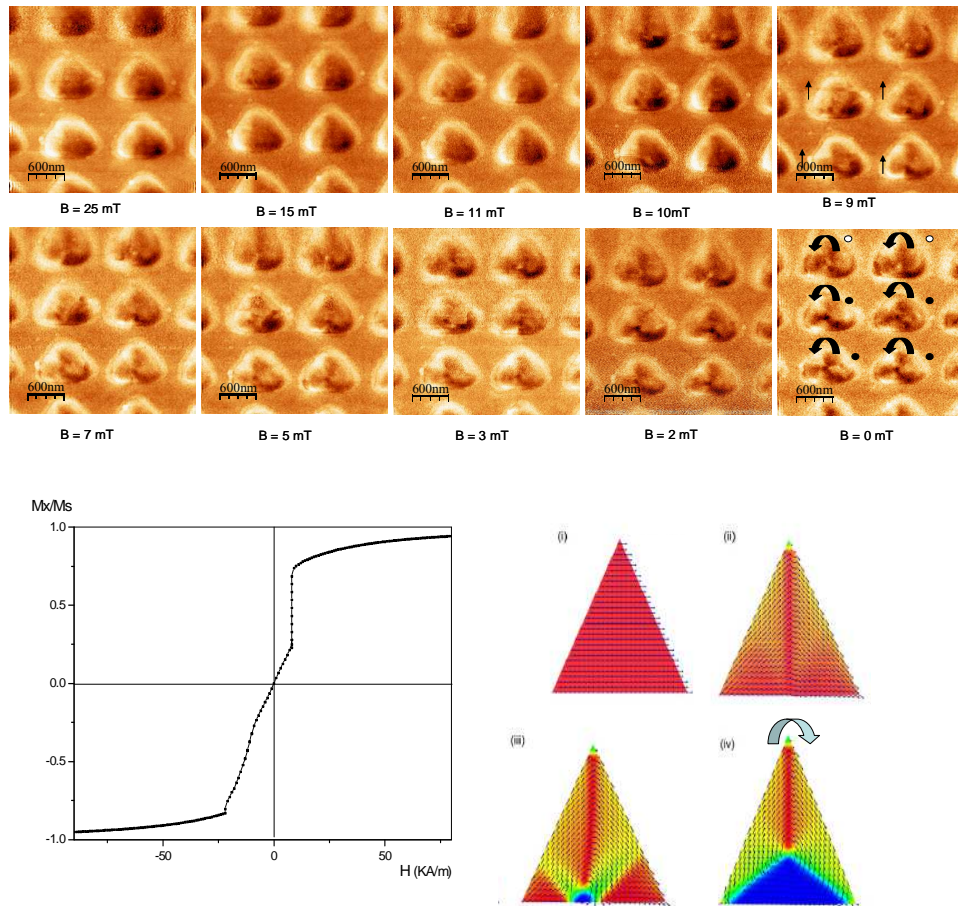 600nm
600nm
600nm
600nm
600nm
B = 25 mT
B = 15 mT
B = 11 mT
B = 10mT
B = 9 mT
600nm
600nm
600nm
600nm
600nm
B = 7 mT
B = 5 mT
B = 3 mT
B = 2 mT
B = 0 mT
Mx/Ms
1.0
0.5
0.0
-0.5
-1.0
-50
0
50
H (KA/m)
(i)
(ii)
(iii)
(iv)